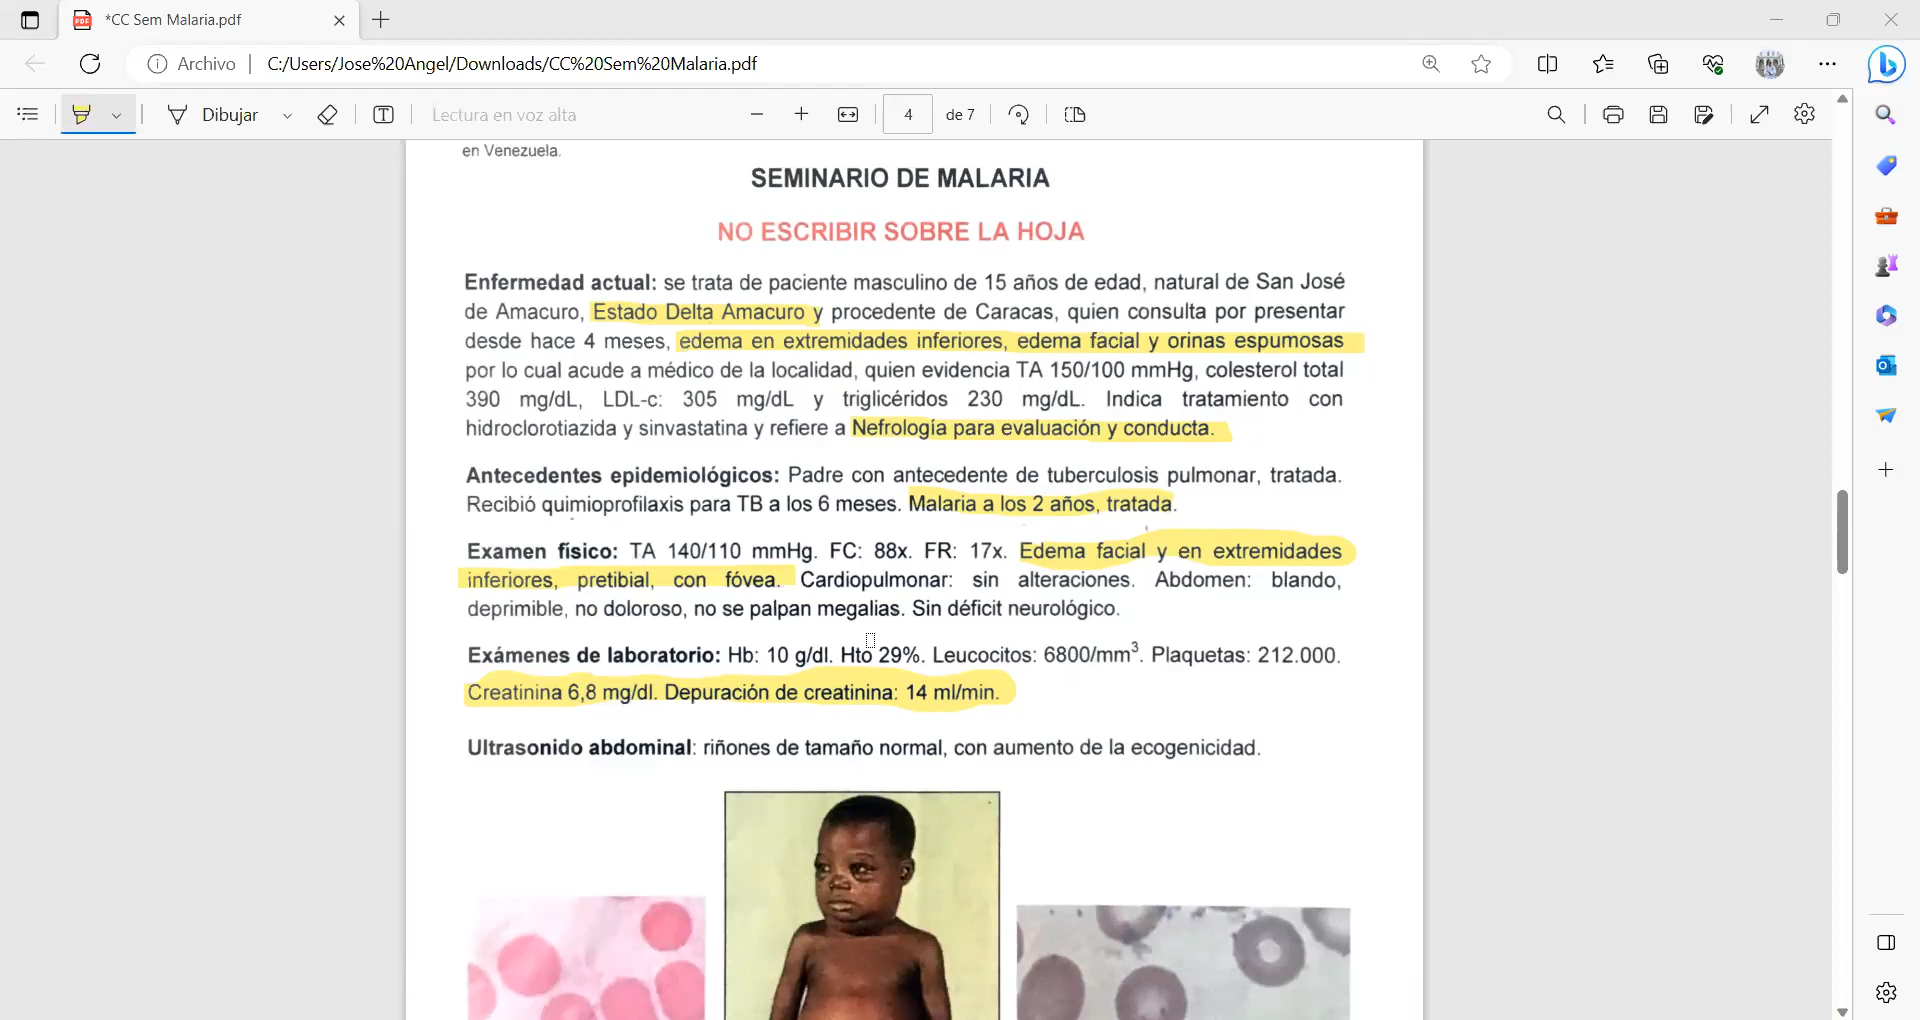 *CC Sem Malaria.pdf
Archivo
C:/Users/Jose%20Angel/Downloads/CC%20Sem%20Malaria.pdf
Dibujar
Lectura en voz alta
4 de 7
en Venezuela.
SEMINARIO DE MALARIA
NO ESCRIBIR SOBRE LA HOJA
Enfermedad actual: se trata de paciente masculino de 15 años de edad, natural de San José
de Amacuro, Estado Delta Amacuro y procedente de Caracas, quien consulta por presentar
desde hace 4 meses, edema en extremidades inferiores, edema facial y orinas espumosas
por lo cual acude a médico de la localidad, quien evidencia TA 150/100 mmHg, colesterol total
390 mg/dL, LDL-c: 305 mg/dL y triglicéridos 230 mg/dL. Indica tratamiento con
hidroclorotiazida y sinvastatina y refiere a Nefrología para evaluación y conducta.
Antecedentes epidemiológicos: Padre con antecedente de tuberculosis pulmonar, tratada.
Recibió quimioprofilaxis para TB a los 6 meses. Malaria a los 2 años, tratada.
Examen físico: TA 140/110 mmHg. FC: 88x. FR: 17x. Edema facial y en extremidades
inferiores, pretibial, con fóvea. Cardiopulmonar: sin alteraciones. Abdomen: blando,
deprimible, no doloroso, no se palpan megalias. Sin déficit neurológico.
Exámenes de laboratorio: Hb: 10 g/dl. Hto 29%. Leucocitos: 6800/mm³. Plaquetas: 212.000.
Creatinina 6,8 mg/dl. Depuración de creatinina: 14 ml/min.
Ultrasonido abdominal: riñones de tamaño normal, con aumento de la ecogenicidad.